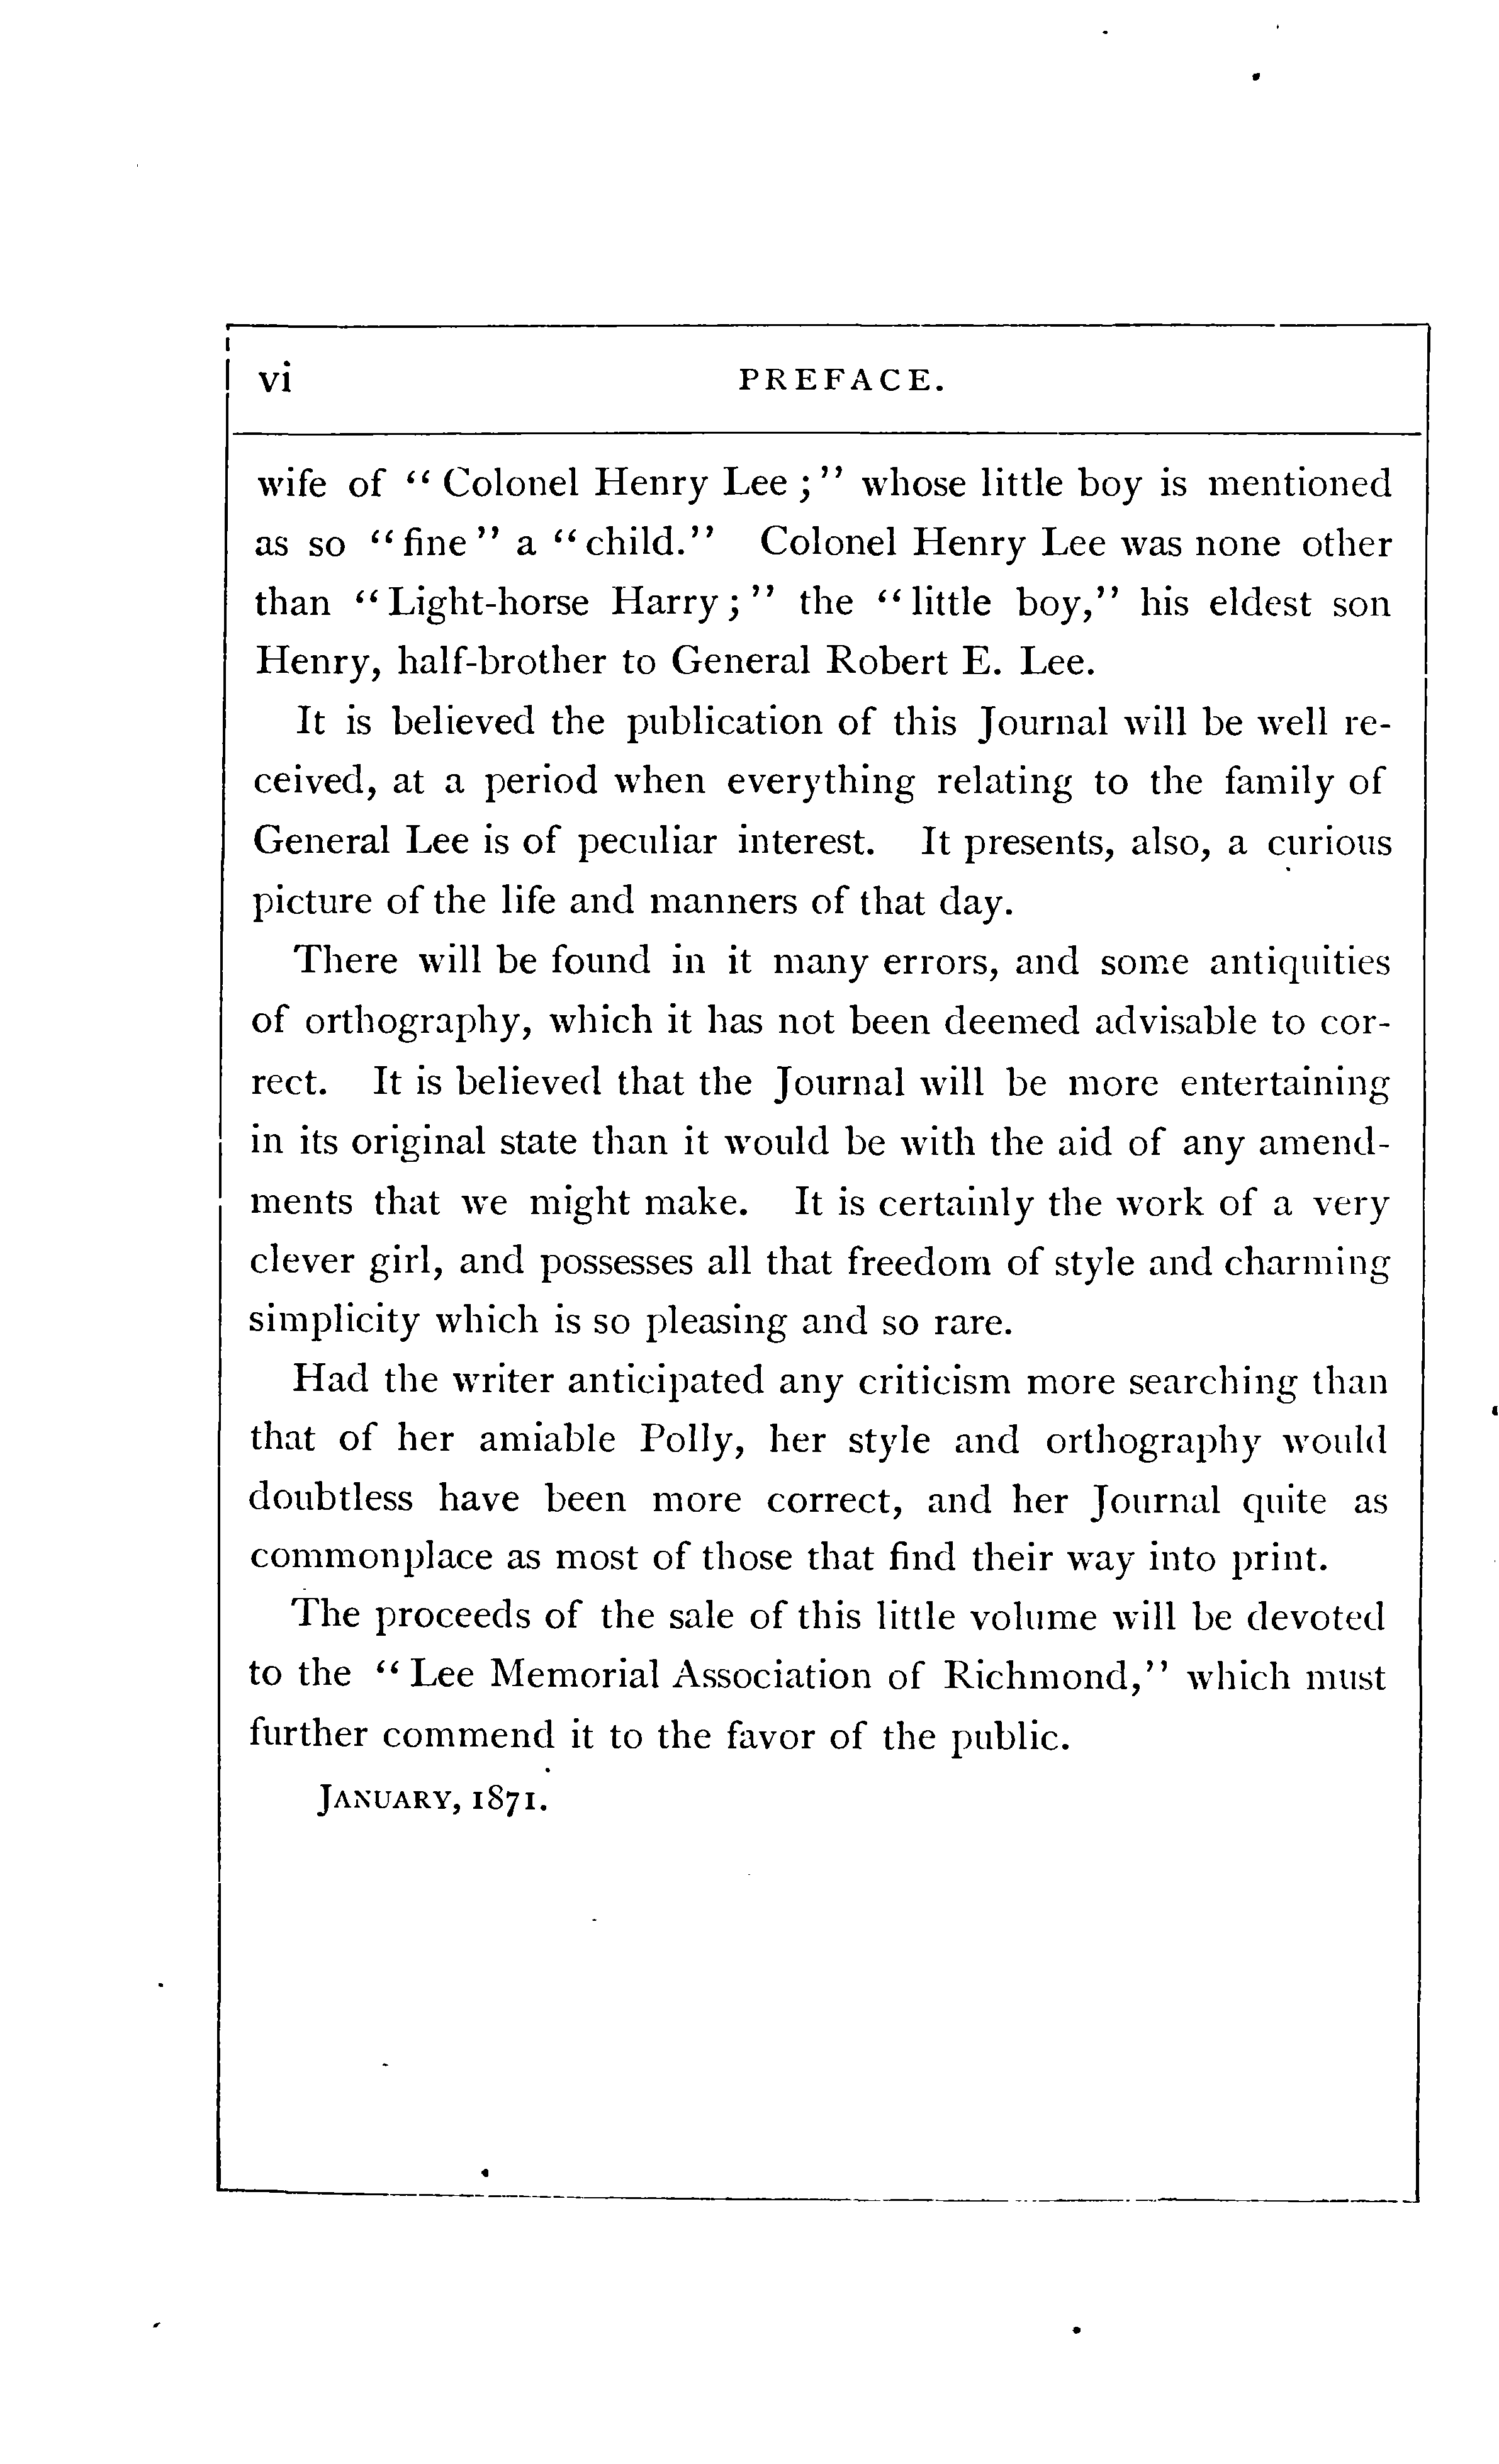 vi PREFACE.
wife of “Colonel Henry Lee;” whose little boy is mentioned
as so “fine” a “child.” Colonel Henry Lee was none other
than “Light-horse Harry;” the “little boy,” his eldest son
Henry, half-brother to General Robert E. Lee.
It is believed the publication of this Journal will be well re-
ceived, at a period when everything relating to the family of
General Lee is of peculiar interest. It presents, also, a curious
picture of the life and manners of that day.
There will be found in it many errors, and some antiquities
of orthography, which it has not been deemed advisable to cor-
rect. It is believed that the Journal will be more entertaining
in its original state than it would be with the aid of any amend-
ments that we might make. It is certainly the work of a very
clever girl, and possesses all that freedom of style and charming
simplicity which is so pleasing and so rare.
Had the writer anticipated any criticism more searching than
that of her amiable Polly, her style and orthography would
doubtless have been more correct, and her Journal quite as
commonplace as most of those that find their way into print.
The proceeds of the sale of this little volume will be devoted
to the “Lee Memorial Association of Richmond,” which must
further commend it to the favor of the public.
JANUARY, 1871.